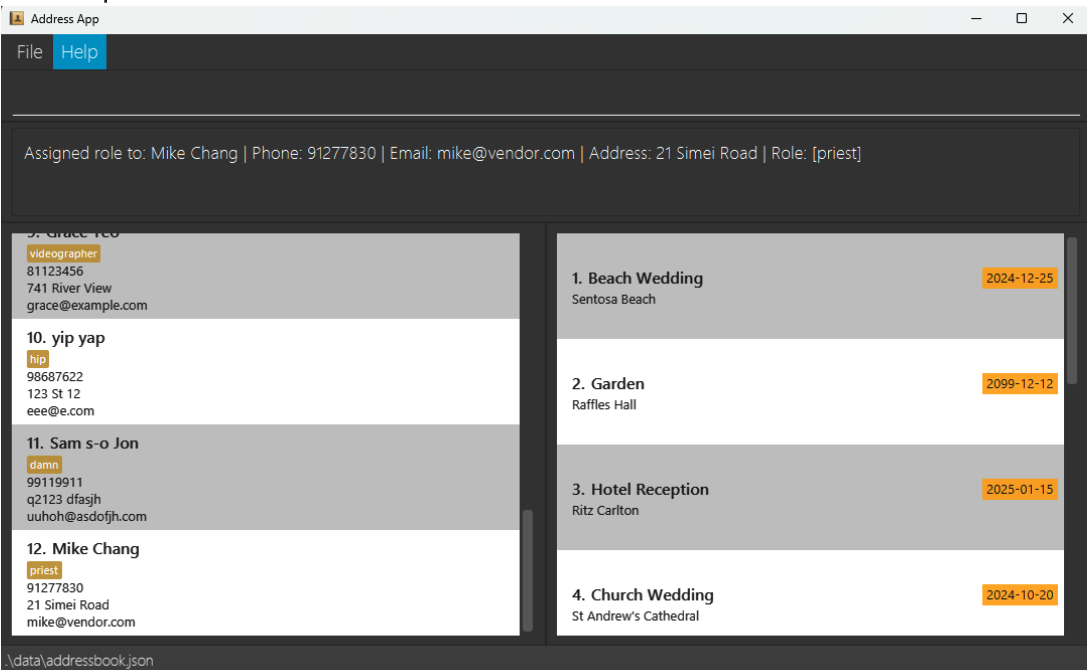 Address App
File Help
Assigned role to: Mike Chang | Phone: 91277830 | Email: mike@vendor.com | Address: 21 Simei Road | Role: [priest]
9. Grace Yeo
videographer
81123456
741 River View
grace@example.com
10. yip yap
hip
98687622
123 St 12
eee@e.com
11. Sam s-o Jon
damn
99119911
q2123 dfasjh
uuhoh@asdofjh.com
12. Mike Chang
priest
91277830
21 Simei Road
mike@vendor.com
1. Beach Wedding
2024-12-25
Sentosa Beach
2. Garden
2099-12-12
Raffles Hall
3. Hotel Reception
2025-01-15
Ritz Carlton
4. Church Wedding
2024-10-20
St Andrew's Cathedral
.\data\addressbook.json